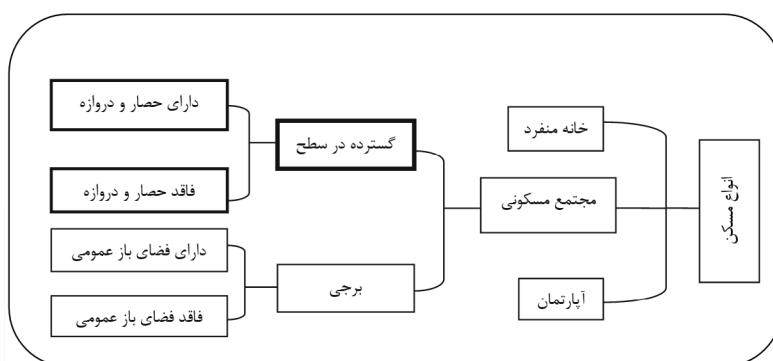 انواع مسکن
خانه منفرد
مجتمع مسکونی
آپارتمان
گسترده در سطح
برجی
دارای حصار و دروازه
فاقد حصار و دروازه
دارای فضای باز عمومی
فاقد فضای باز عمومی